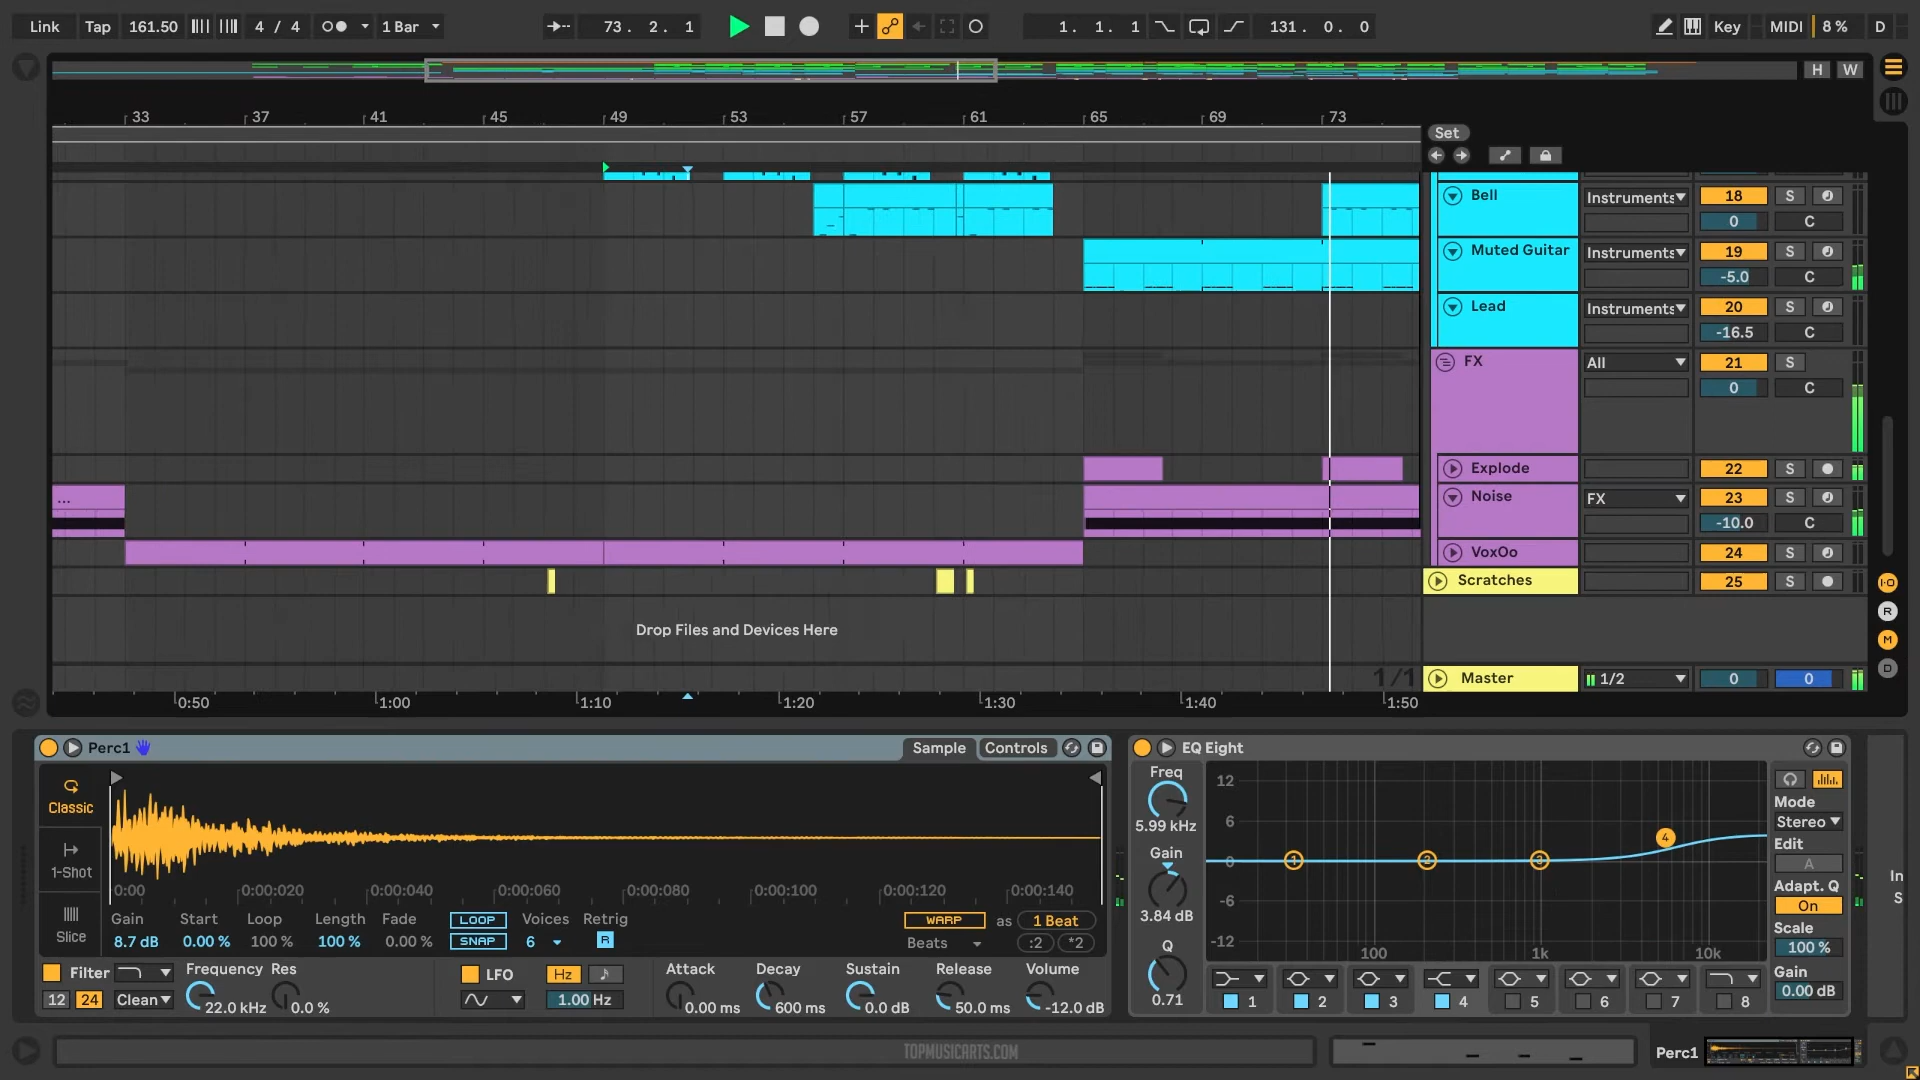 Link Tap 161.50 4 / 4 1 Bar 73. 2. 1 1. 1. 1 131. 0. 0 Key MIDI 8 % D
H W
33 37 41 45 49 53 57 61 65 69 73
Set
Bell Instruments 18 S
0 C
Muted Guitar Instruments 19 S
-5.0 C
Lead Instruments 20 S
-16.5 C
FX All 21 S
0 C
Explode 22 S
... Noise FX 23 S
-10.0 C
VoxOo 24 S
Scratches 25 S
I·O
R
Drop Files and Devices Here
M
D
1/1 Master 1/2 0 0
0:50 1:00 1:10 1:20 1:30 1:40 1:50
Perc1 Sample Controls
Classic
1-Shot
Slice
0:00 0:00:020 0:00:040 0:00:060 0:00:080 0:00:100 0:00:120 0:00:140
Gain Start Loop Length Fade LOOP Voices Retrig WARP as 1 Beat
8.7 dB 0.00 % 100 % 100 % 0.00 % SNAP 6 R Beats :2 *2
Filter Frequency Res LFO Hz Attack Decay Sustain Release Volume
12 24 Clean 22.0 kHz 0.0 % 1.00 Hz 0.00 ms 600 ms 0.0 dB 50.0 ms -12.0 dB
EQ Eight
Freq
5.99 kHz
Gain
3.84 dB
Q
0.71
12
6
0
-6
-12
1 2 3 4
100 1k 10k
1 2 3 4 5 6 7 8
Mode
Stereo
Edit
A
Adapt. Q
On
Scale
100 %
Gain
0.00 dB
In
S
TOPMUSICARTS.COM
Perc1